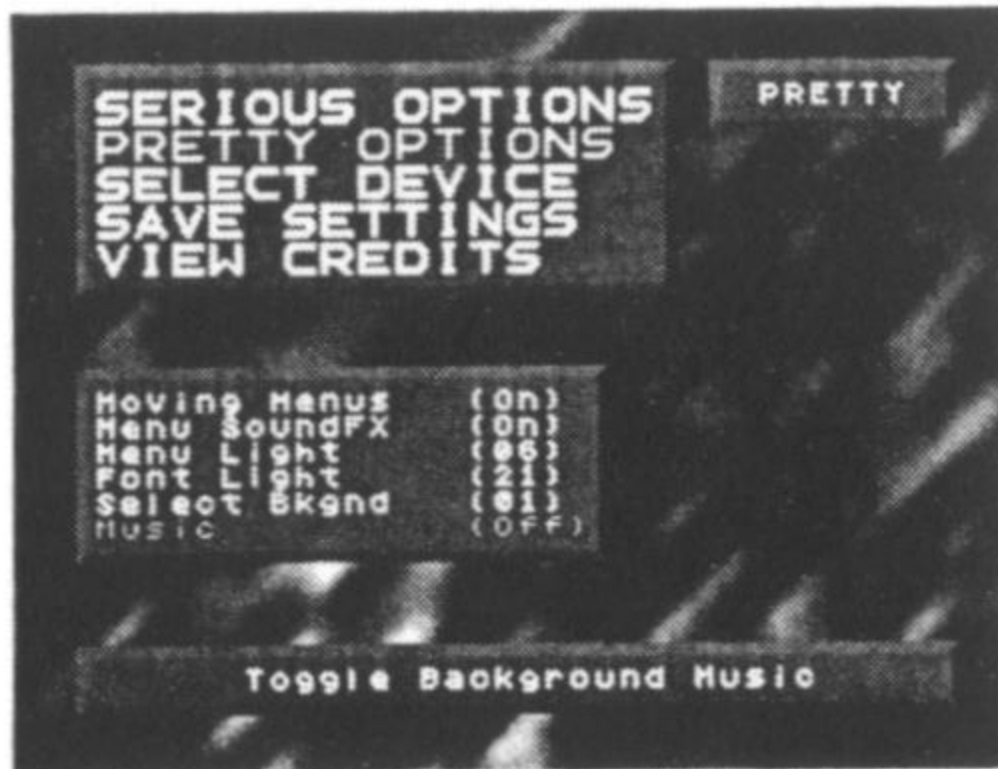 SERIOUS OPTIONS
PRETTY OPTIONS
SELECT DEVICE
SAVE SETTINGS
VIEW CREDITS
PRETTY
Moving Menus (On)
Menu SoundFX (On)
Menu Light (06)
Font Light (21)
Select Bkgnd (01)
Music (Off)
Toggle Background Music